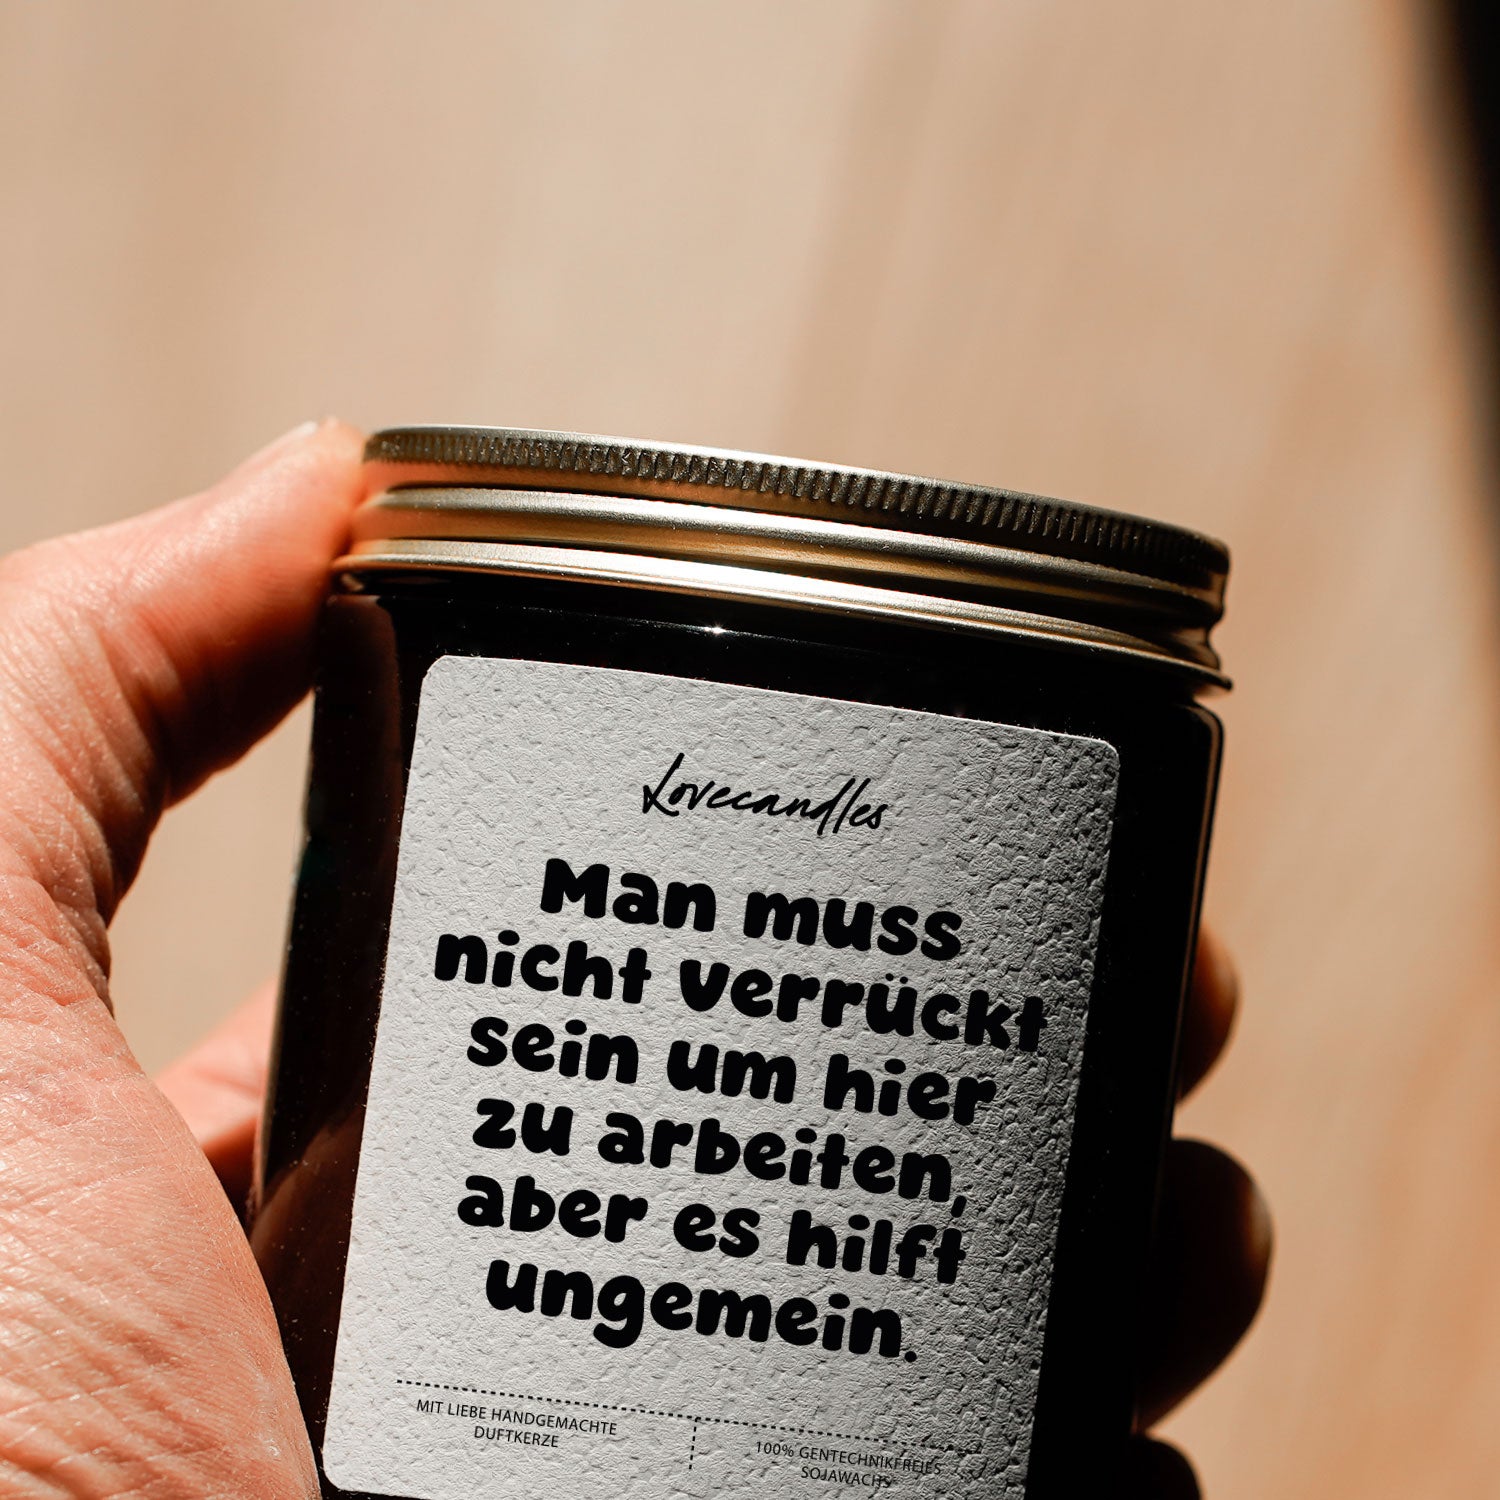 Lovecandles
Man muss
nicht verrückt
sein um hier
zu arbeiten,
aber es hilft
ungemein.
MIT LIEBE HANDGEMACHTE
DUFTKERZE
100% GENTECHNIKFREIES
SOJAWACHS